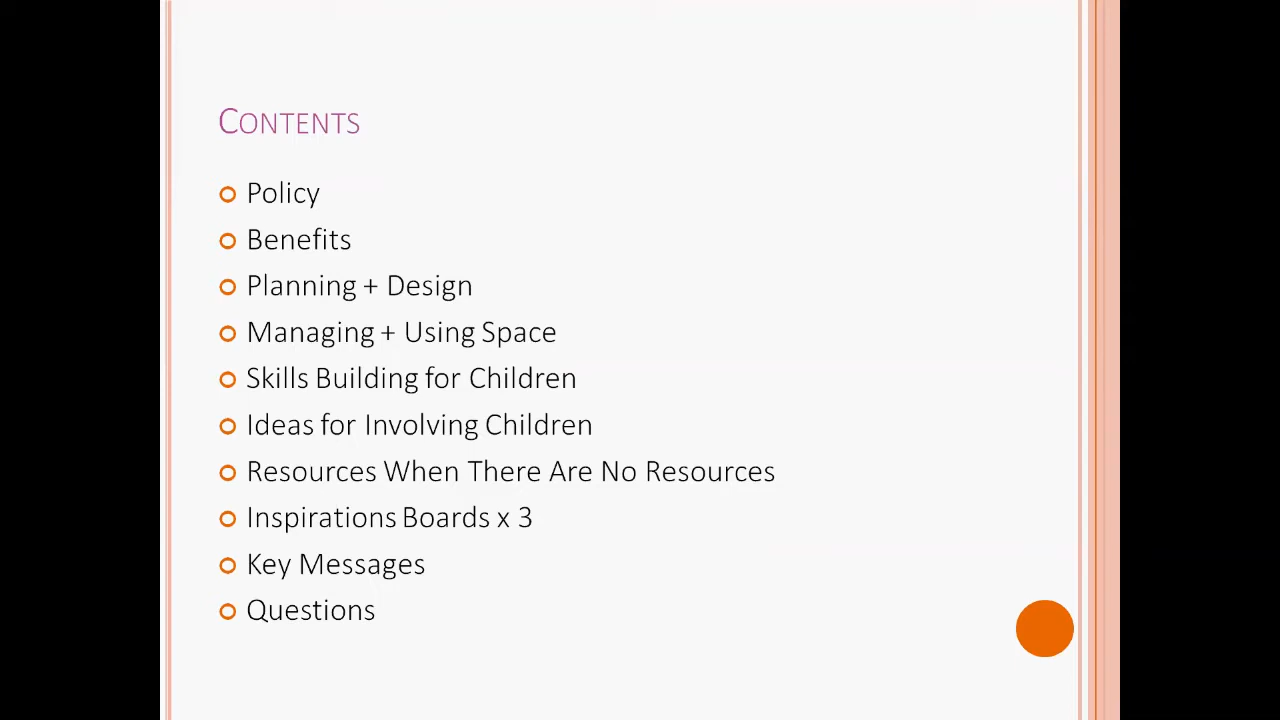 Contents
Policy
Benefits
Planning + Design
Managing + Using Space
Skills Building for Children
Ideas for Involving Children
Resources When There Are No Resources
Inspirations Boards x 3
Key Messages
Questions